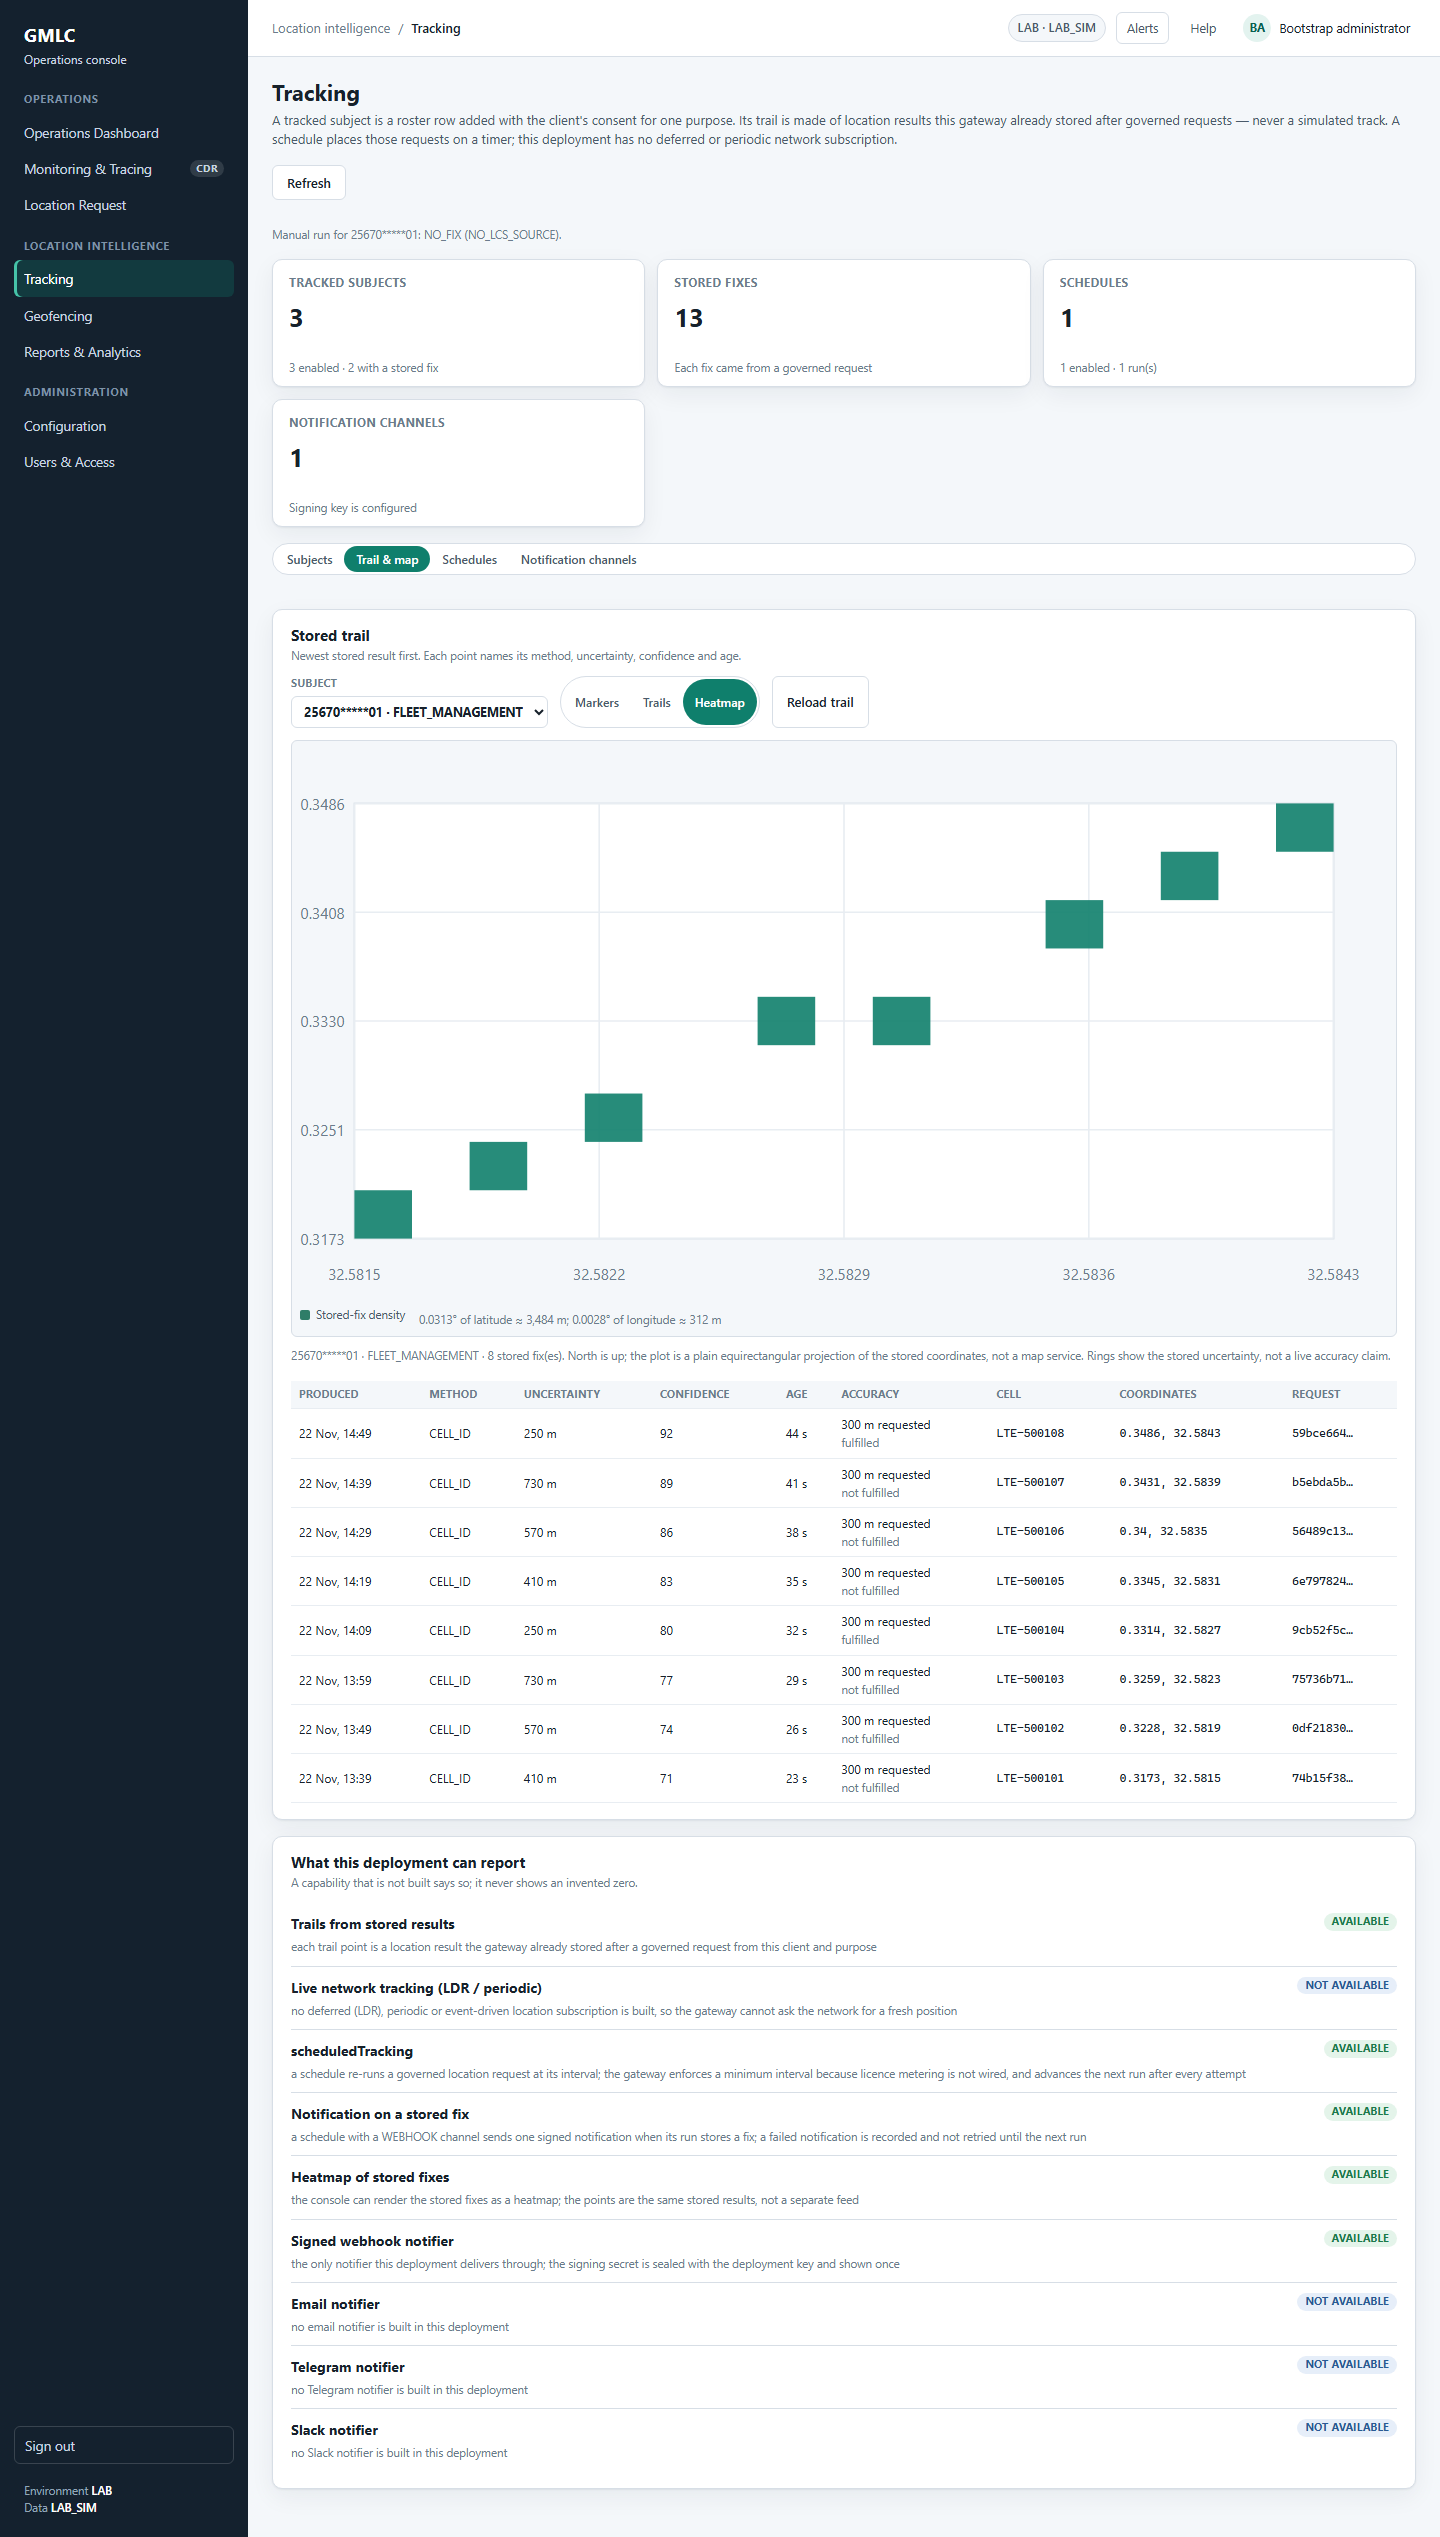 GMLC
Operations console
OPERATIONS
Operations Dashboard
Monitoring & Tracing CDR
Location Request
LOCATION INTELLIGENCE
Tracking
Geofencing
Reports & Analytics
ADMINISTRATION
Configuration
Users & Access
Sign out
Environment LAB
Data LAB_SIM
Location intelligence / Tracking
LAB · LAB_SIM
Alerts
Help
BA Bootstrap administrator
Tracking
A tracked subject is a roster row added with the client's consent for one purpose. Its trail is made of location results this gateway already stored after governed requests — never a simulated track. A
schedule places those requests on a timer; this deployment has no deferred or periodic network subscription.
Refresh
Manual run for 25670*****01: NO_FIX (NO_LCS_SOURCE).
TRACKED SUBJECTS
3
3 enabled · 2 with a stored fix
STORED FIXES
13
Each fix came from a governed request
SCHEDULES
1
1 enabled · 1 run(s)
NOTIFICATION CHANNELS
1
Signing key is configured
Subjects Trail & map Schedules Notification channels
Stored trail
Newest stored result first. Each point names its method, uncertainty, confidence and age.
SUBJECT
25670*****01 · FLEET_MANAGEMENT
Markers Trails Heatmap
Reload trail
0.3486
0.3408
0.3330
0.3251
0.3173
32.5815 32.5822 32.5829 32.5836 32.5843
Stored-fix density 0.0313° of latitude ≈ 3,484 m; 0.0028° of longitude ≈ 312 m
25670*****01 · FLEET_MANAGEMENT · 8 stored fix(es). North is up; the plot is a plain equirectangular projection of the stored coordinates, not a map service. Rings show the stored uncertainty, not a live accuracy claim.
PRODUCED METHOD UNCERTAINTY CONFIDENCE AGE ACCURACY CELL COORDINATES REQUEST
22 Nov, 14:49 CELL_ID 250 m 92 44 s 300 m requested fulfilled LTE-500108 0.3486, 32.5843 59bce664…
22 Nov, 14:39 CELL_ID 730 m 89 41 s 300 m requested not fulfilled LTE-500107 0.3431, 32.5839 b5ebda5b…
22 Nov, 14:29 CELL_ID 570 m 86 38 s 300 m requested not fulfilled LTE-500106 0.34, 32.5835 56489c13…
22 Nov, 14:19 CELL_ID 410 m 83 35 s 300 m requested not fulfilled LTE-500105 0.3345, 32.5831 6e797824…
22 Nov, 14:09 CELL_ID 250 m 80 32 s 300 m requested fulfilled LTE-500104 0.3314, 32.5827 9cb52f5c…
22 Nov, 13:59 CELL_ID 730 m 77 29 s 300 m requested not fulfilled LTE-500103 0.3259, 32.5823 75736b71…
22 Nov, 13:49 CELL_ID 570 m 74 26 s 300 m requested not fulfilled LTE-500102 0.3228, 32.5819 0df21830…
22 Nov, 13:39 CELL_ID 410 m 71 23 s 300 m requested not fulfilled LTE-500101 0.3173, 32.5815 74b15f38…
What this deployment can report
A capability that is not built says so; it never shows an invented zero.
Trails from stored results AVAILABLE
each trail point is a location result the gateway already stored after a governed request from this client and purpose
Live network tracking (LDR / periodic) NOT AVAILABLE
no deferred (LDR), periodic or event-driven location subscription is built, so the gateway cannot ask the network for a fresh position
scheduledTracking AVAILABLE
a schedule re-runs a governed location request at its interval; the gateway enforces a minimum interval because licence metering is not wired, and advances the next run after every attempt
Notification on a stored fix AVAILABLE
a schedule with a WEBHOOK channel sends one signed notification when its run stores a fix; a failed notification is recorded and not retried until the next run
Heatmap of stored fixes AVAILABLE
the console can render the stored fixes as a heatmap; the points are the same stored results, not a separate feed
Signed webhook notifier AVAILABLE
the only notifier this deployment delivers through; the signing secret is sealed with the deployment key and shown once
Email notifier NOT AVAILABLE
no email notifier is built in this deployment
Telegram notifier NOT AVAILABLE
no Telegram notifier is built in this deployment
Slack notifier NOT AVAILABLE
no Slack notifier is built in this deployment